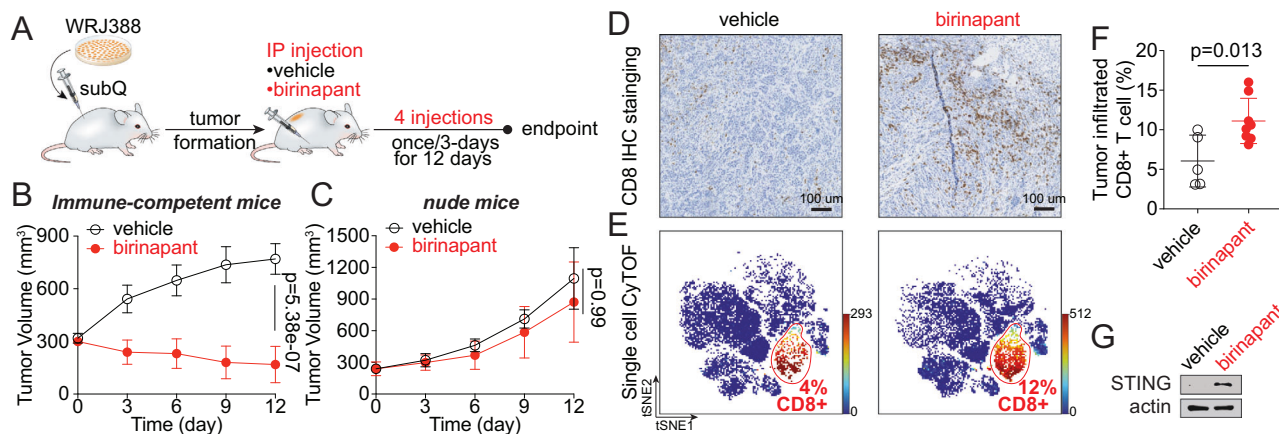 A
WRJ388
subQ
tumor
formation
IP injection
•vehicle
•birinapant
4 injections
once/3-days
for 12 days
endpoint
B
Immune-competent mice
vehicle
birinapant
Tumor Volume (mm³)
900
600
300
0
0 3 6 9 12
Time (day)
p=5.38e-07
C
nude mice
vehicle
birinapant
Tumor Volume (mm³)
1500
1200
900
600
300
0
0 3 6 9 12
Time (day)
p=0.99
D
vehicle
birinapant
CD8 IHC stainging
100 um
100 um
E
Single cell CyTOF
tSNE2
tSNE1
4%
CD8+
293
0
12%
CD8+
512
0
F
p=0.013
Tumor infiltrated
CD8+ T cell (%)
20
15
10
5
0
vehicle
birinapant
G
vehicle
birinapant
STING
actin